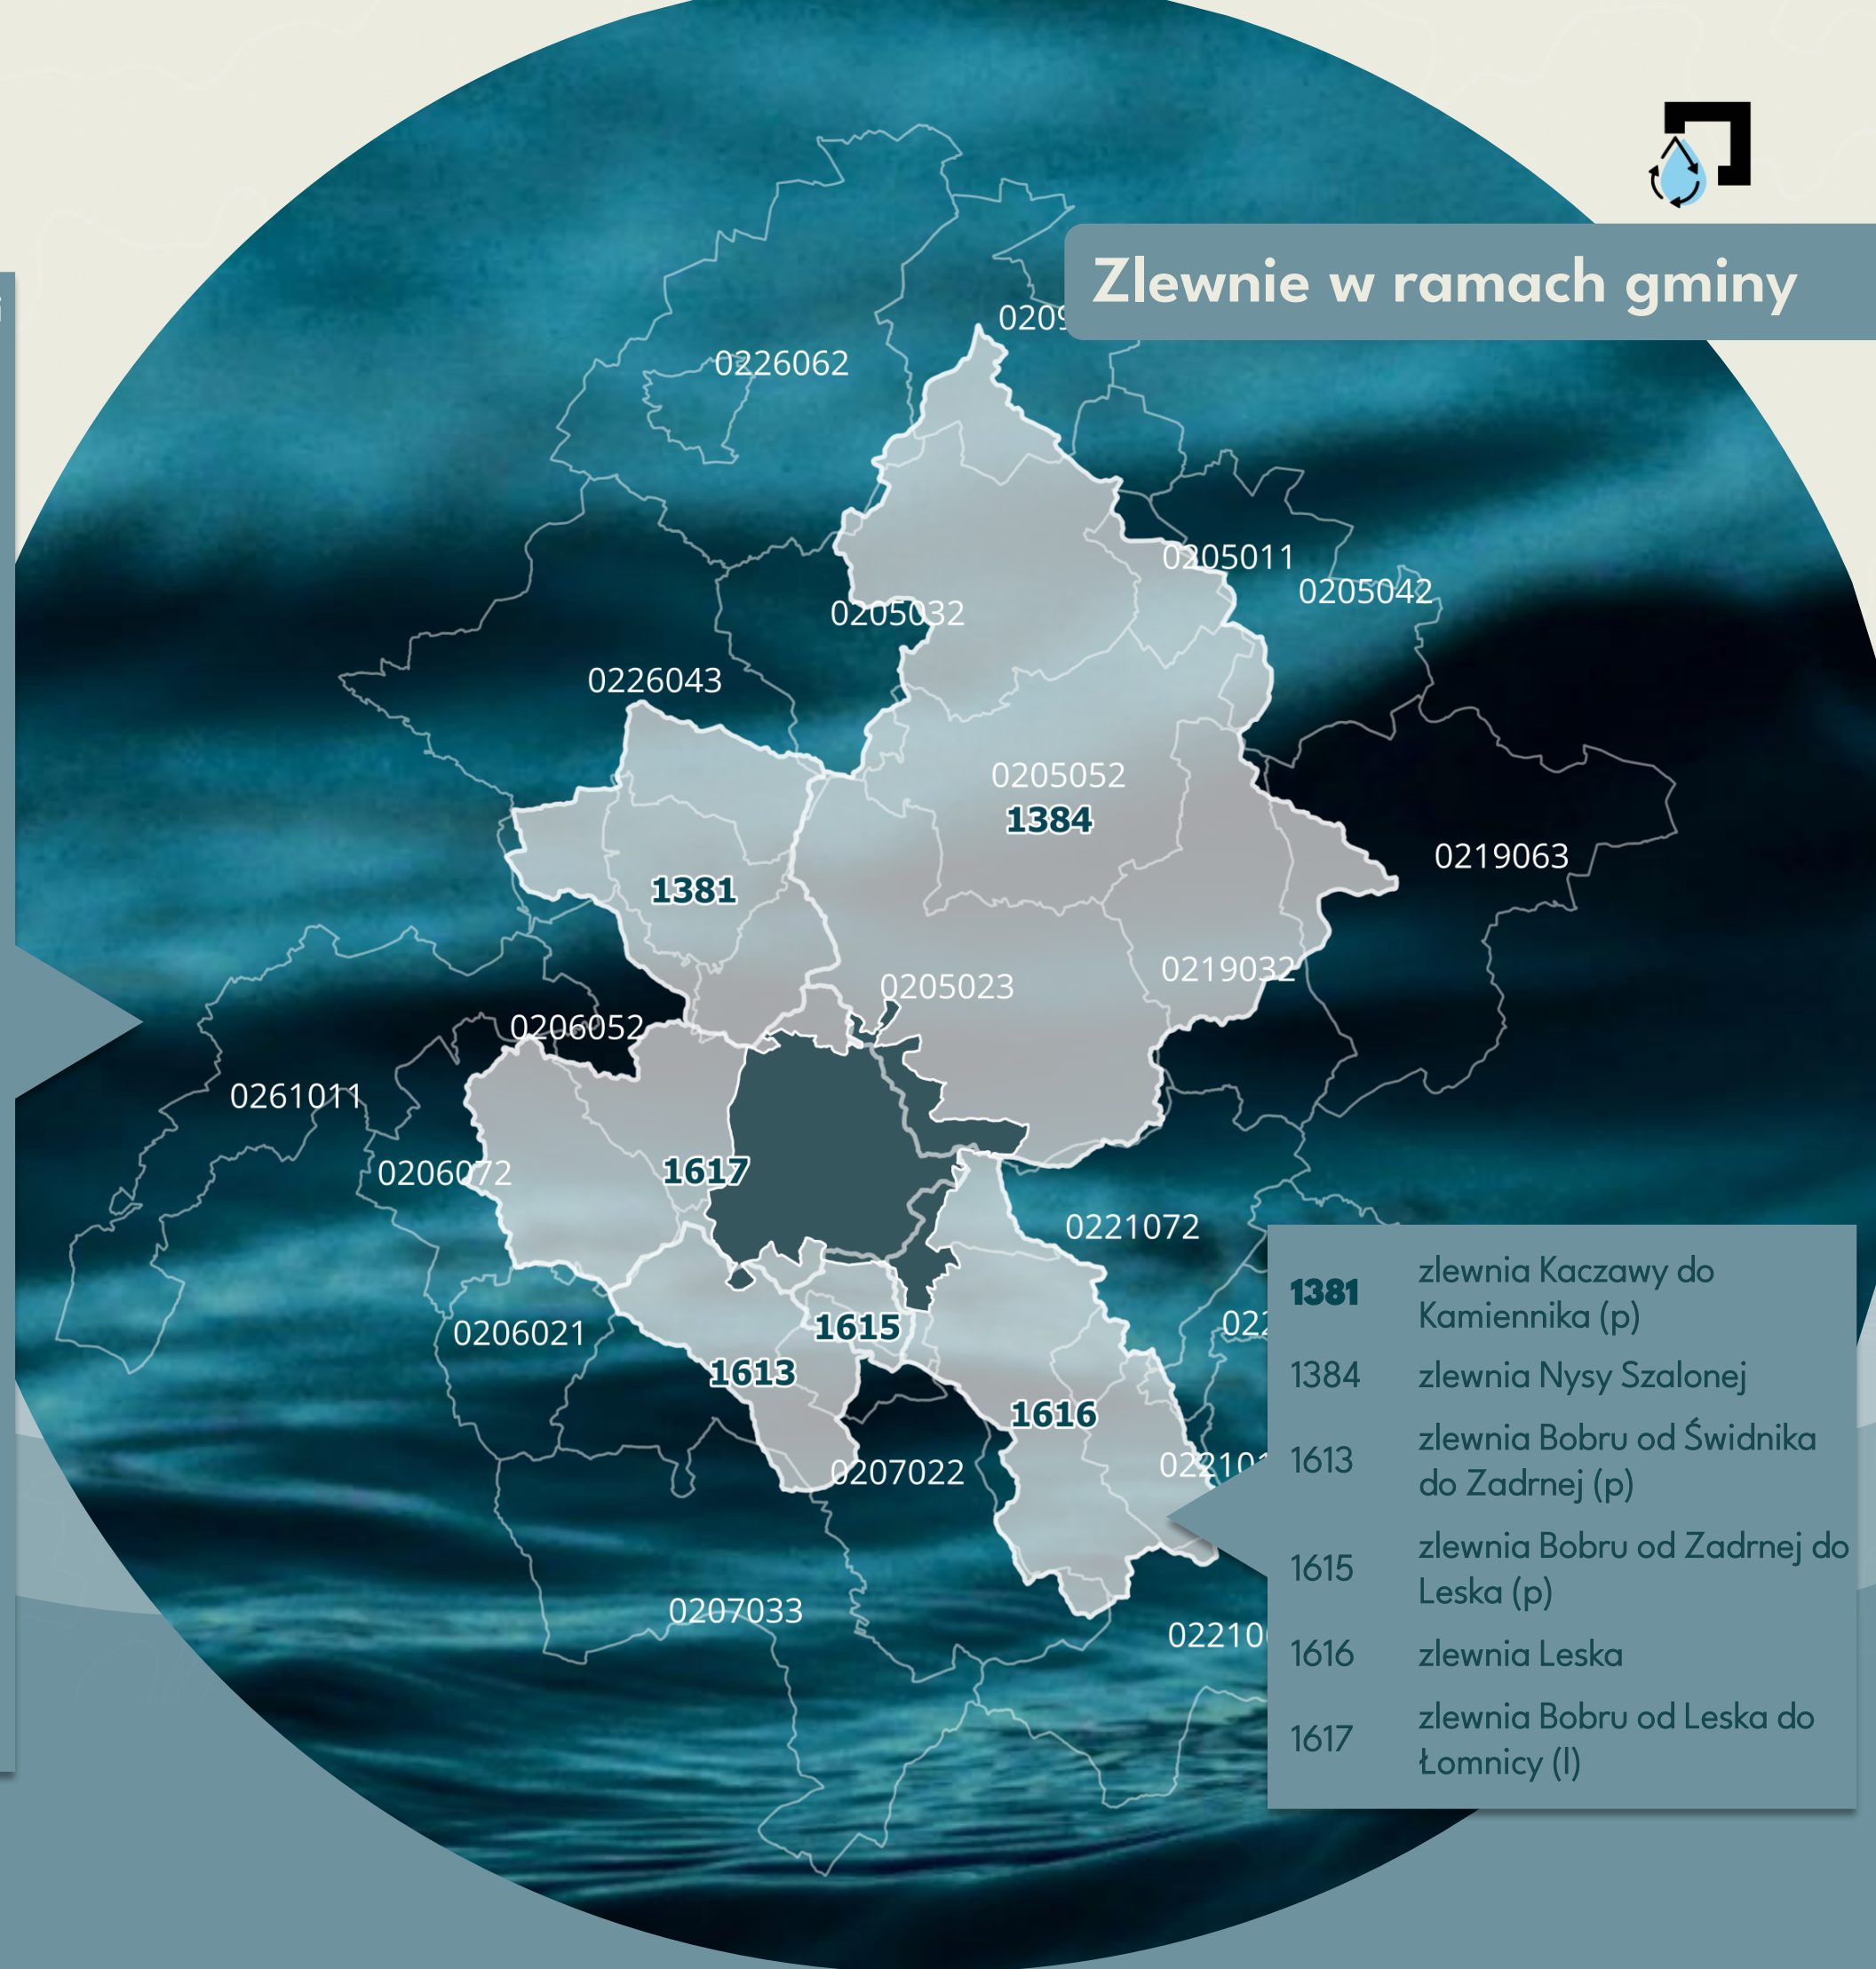 Zlewnie w ramach gminy
0209
0226062
0205011
0205042
0205032
0226043
0205052
1384
0219063
1381
0219032
0205023
0206052
0261011
1617
0206072
0221072
0206021
1615
1613
1616
0207022
0207033
1381 zlewnia Kaczawy do
Kamiennika (p)
1384 zlewnia Nysy Szalonej
1613 zlewnia Bobru od Świdnika
do Zadrnej (p)
1615 zlewnia Bobru od Zadrnej do
Leska (p)
1616 zlewnia Leska
1617 zlewnia Bobru od Leska do
Łomnicy (l)